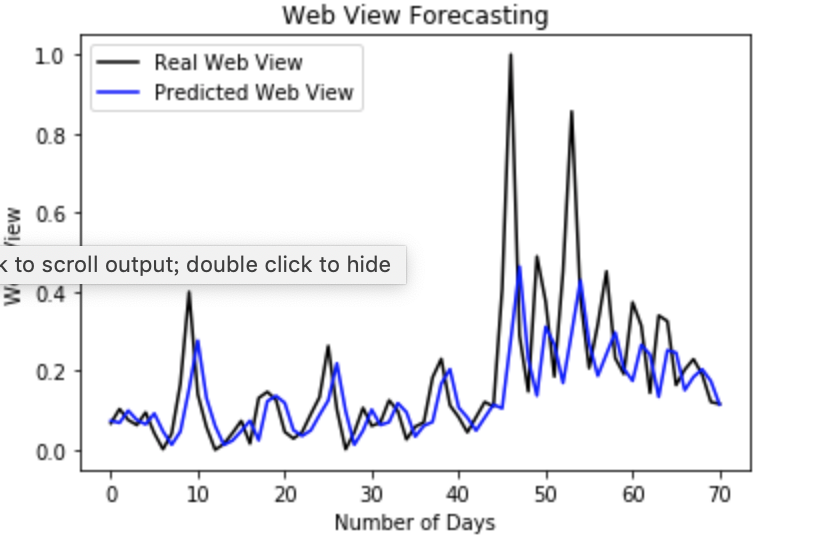 Web View Forecasting
Real Web View
Predicted Web View
1.0
0.8
0.6
0.4
0.2
0.0
k to scroll output; double click to hide
0 10 20 30 40 50 60 70
Number of Days